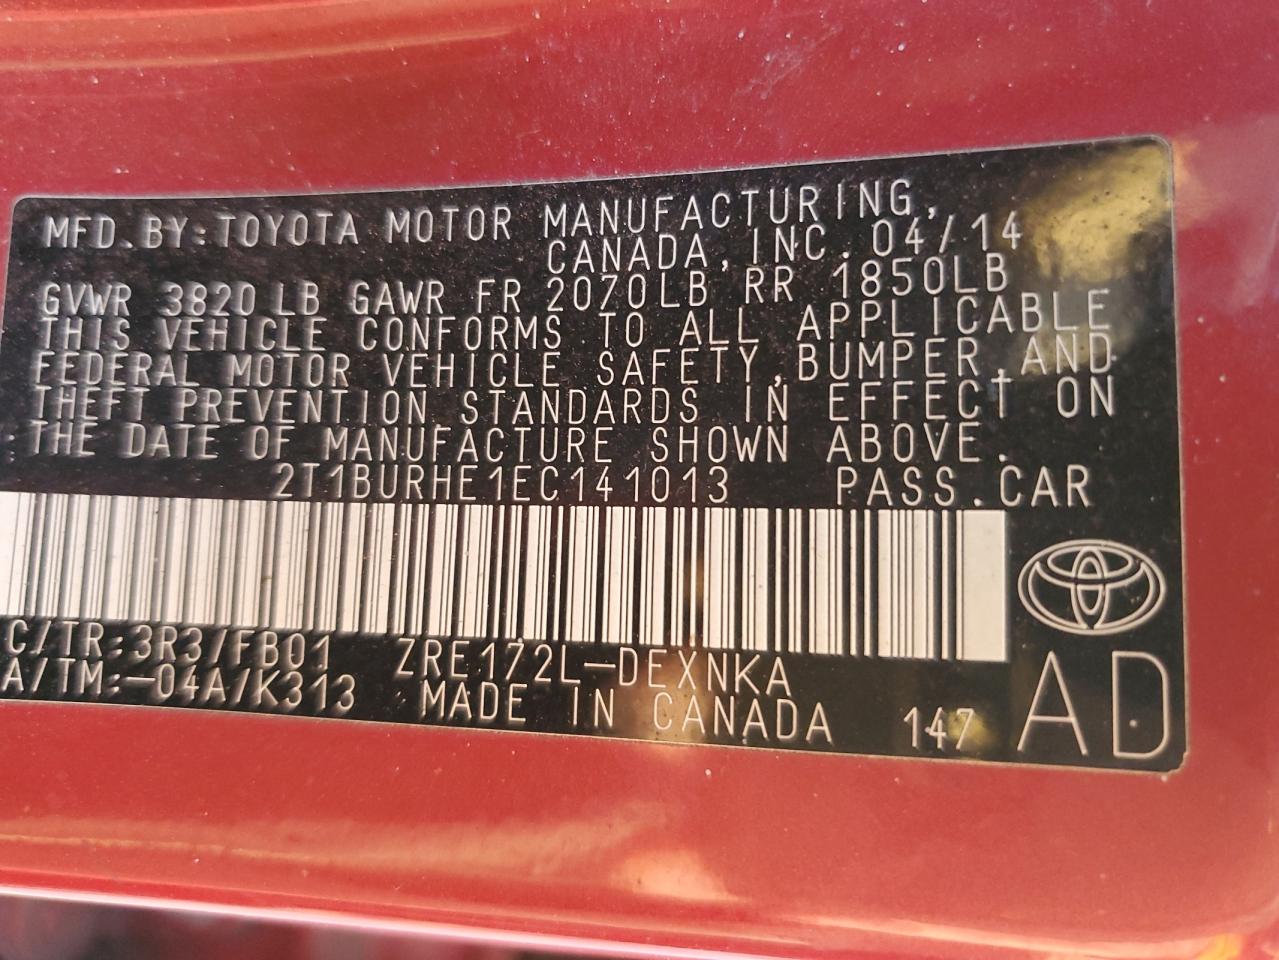 MFD.BY:TOYOTA MOTOR MANUFACTURING,
CANADA,INC. 04/14
GVWR 3820LB GAWR FR 2070LB RR 1850LB
THIS VEHICLE CONFORMS TO ALL APPLICABLE
FEDERAL MOTOR VEHICLE SAFETY,BUMPER,AND
THEFT PREVENTION STANDARDS IN EFFECT ON
THE DATE OF MANUFACTURE SHOWN ABOVE.
2T1BURHE1EC141013 PASS.CAR
C/TR:3R3/FB01 ZRE172L-DEXNKA
A/TM:-04A/K313 MADE IN CANADA 147 AD